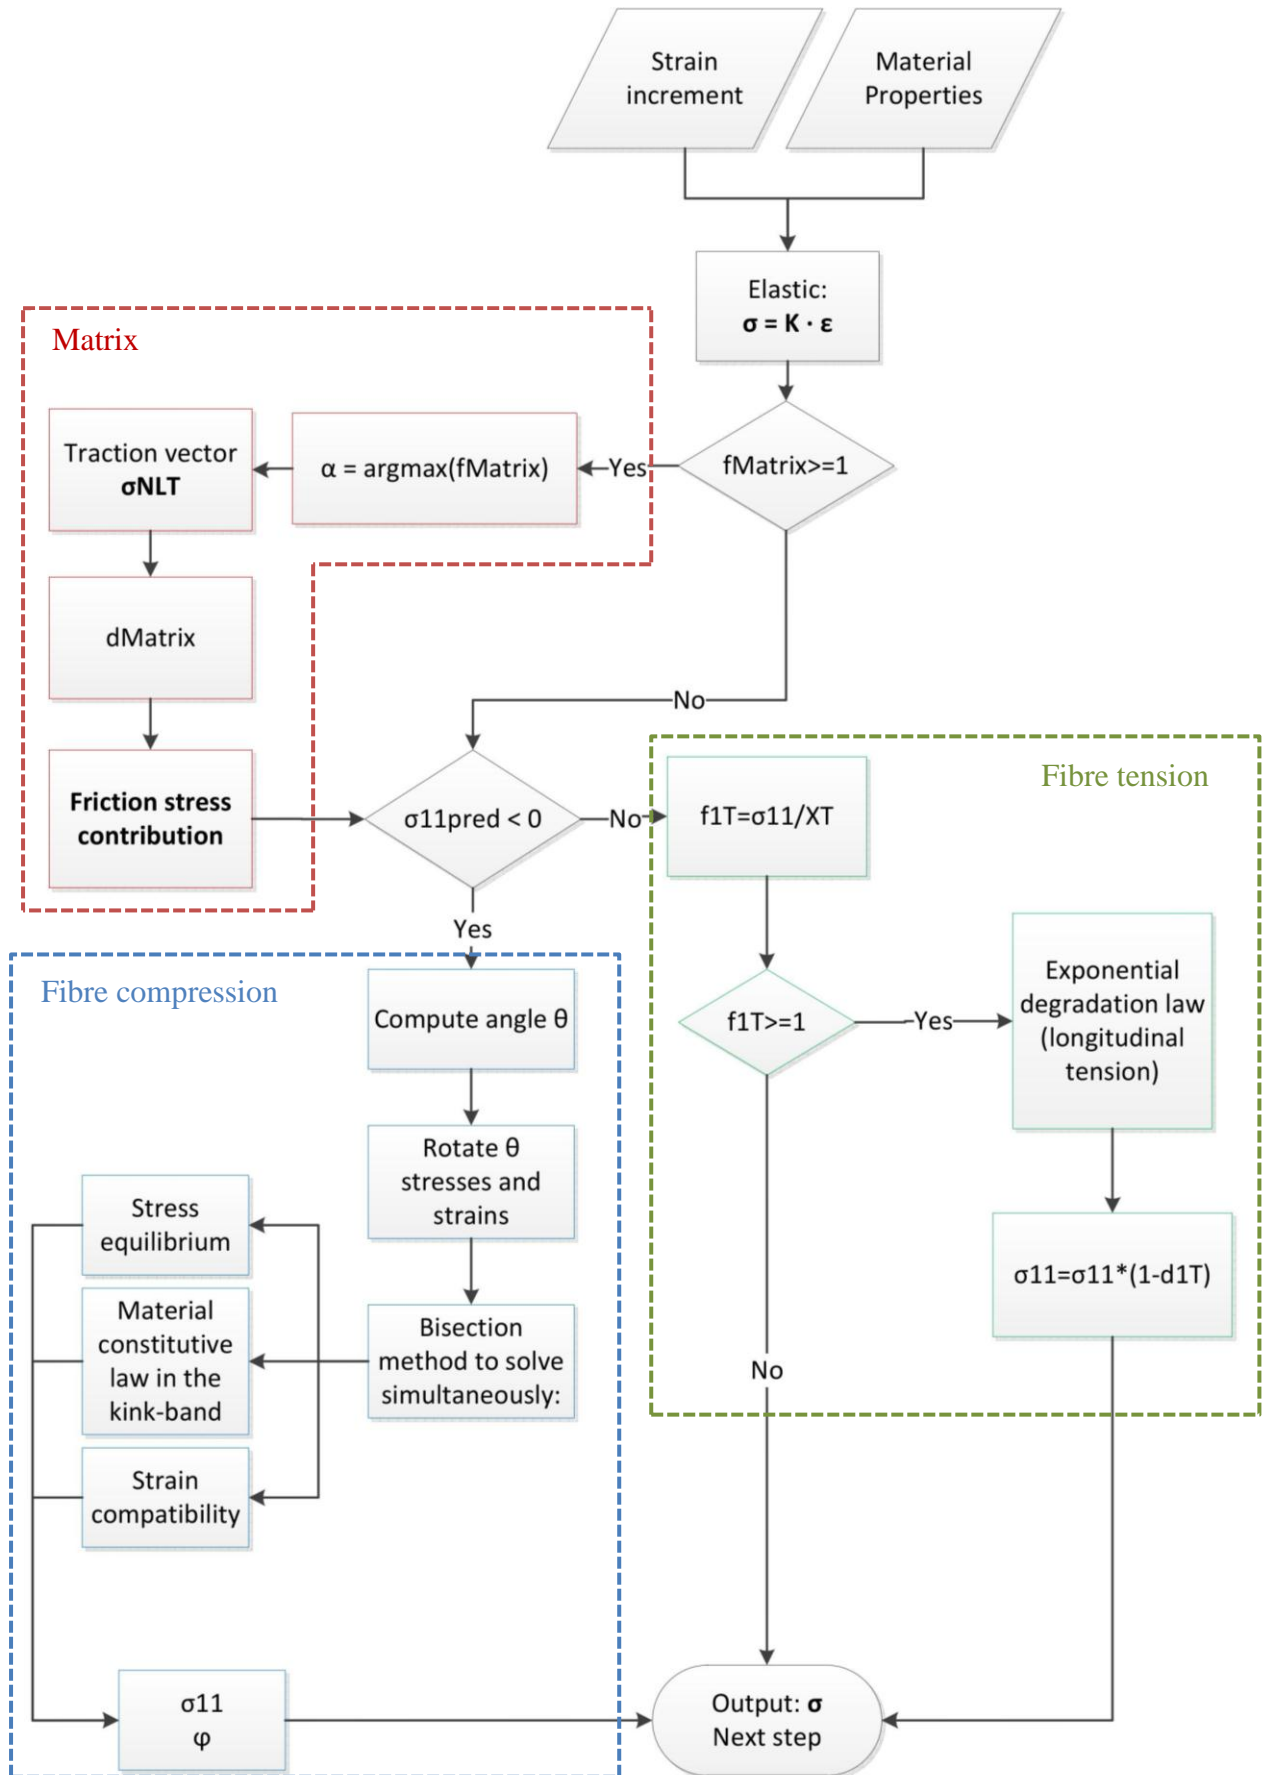 Strain
increment
Material
Properties
Elastic:
σ = K · ε
Matrix
Traction vector
σNLT
α = argmax(fMatrix)
Yes
fMatrix>=1
dMatrix
No
Friction stress
contribution
σ11pred < 0
No
Fibre tension
f1T=σ11/XT
Yes
Fibre compression
Compute angle θ
f1T>=1
Yes
Exponential
degradation law
(longitudinal
tension)
Rotate θ
stresses and
strains
Stress
equilibrium
σ11=σ11*(1-d1T)
Material
constitutive
law in the
kink-band
Bisection
method to solve
simultaneously:
No
Strain
compatibility
σ11
φ
Output: σ
Next step